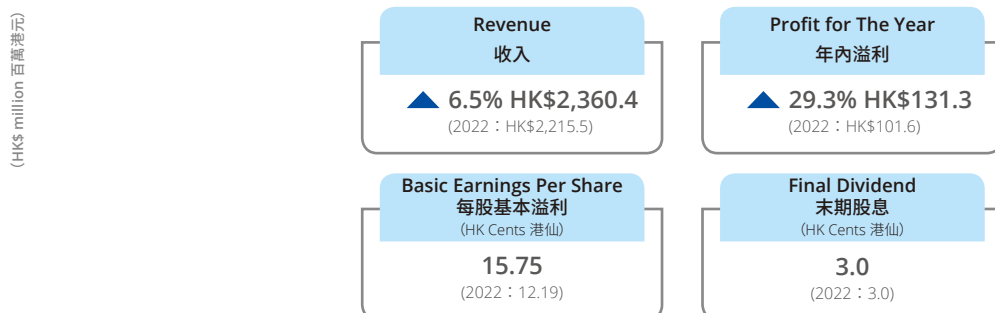 (HK$ million 百萬港元)
Revenue
收入
6.5% HK$2,360.4
(2022：HK$2,215.5)
Profit for The Year
年內溢利
29.3% HK$131.3
(2022：HK$101.6)
Basic Earnings Per Share
每股基本溢利
(HK Cents 港仙)
15.75
(2022：12.19)
Final Dividend
末期股息
(HK Cents 港仙)
3.0
(2022：3.0)